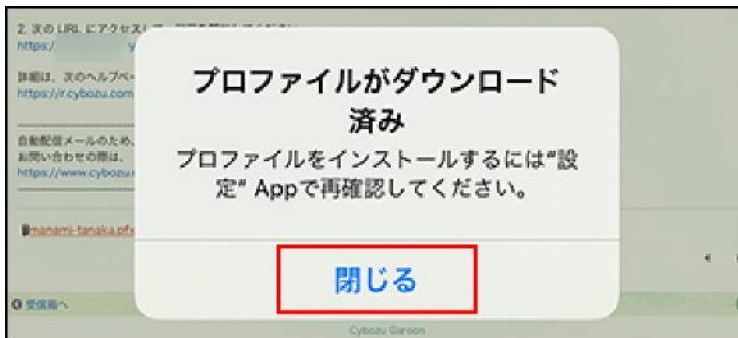 2. 次の URL にアクセス
https:/
詳細は、次のヘルプペー
https://r.cybozu.com
自動配信メールのため、
お問い合わせの際は、
https://www.cybozu.
manami-tanaka.pf
プロファイルがダウンロード
済み
プロファイルをインストールするには“設
定” Appで再確認してください。
閉じる
受信箱へ
Cybozu Garoon